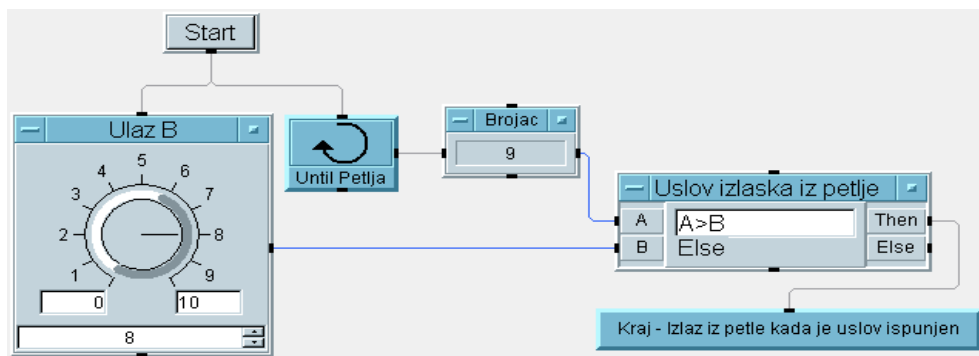 Start
Ulaz B
1
2
3
4
5
6
7
8
9
0
10
8
Until Petlja
Brojac
9
Uslov izlaska iz petlje
A
A>B
Then
B
Else
Else
Kraj - Izlaz iz petle kada je uslov ispunjen